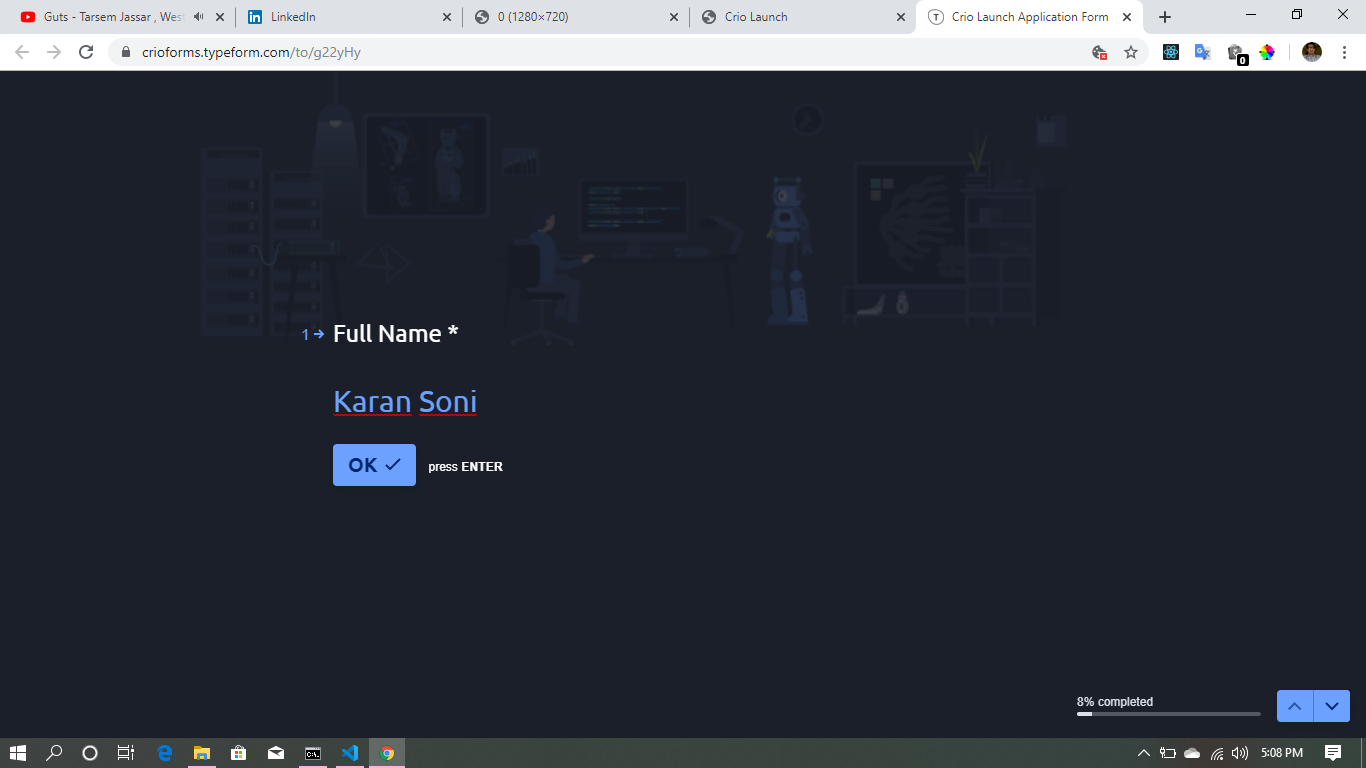 Guts - Tarsem Jassar , West
LinkedIn
0 (1280×720)
Crio Launch
Crio Launch Application Form
crioforms.typeform.com/to/g22yHy
0
1 → Full Name *
Karan Soni
OK ✓ press ENTER
8% completed
5:08 PM